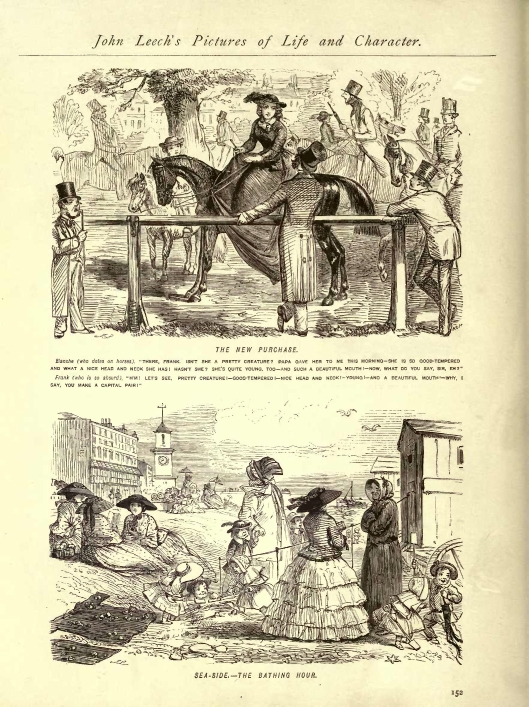 John Leech's Pictures of Life and Character.
THE NEW PURCHASE.
Blanche (who dotes on horses). "THERE, FRANK. ISN'T SHE A PRETTY CREATURE? PAPA GAVE HER TO ME THIS MORNING—SHE IS SO GOOD-TEMPERED
AND WHAT A NICE HEAD AND NECK SHE HAS! HASN'T SHE? SHE'S QUITE YOUNG, TOO—AND SUCH A BEAUTIFUL MOUTH!—NOW, WHAT DO YOU SAY, SIR, EH?"
Frank (who is so absurd). "HM! LET'S SEE, PRETTY CREATURE!—GOOD-TEMPERED!—NICE HEAD AND NECK!—YOUNG!—AND A BEAUTIFUL MOUTH!—WHY, I
SAY, YOU MAKE A CAPITAL PAIR!"
SEA-SIDE.—THE BATHING HOUR.
152